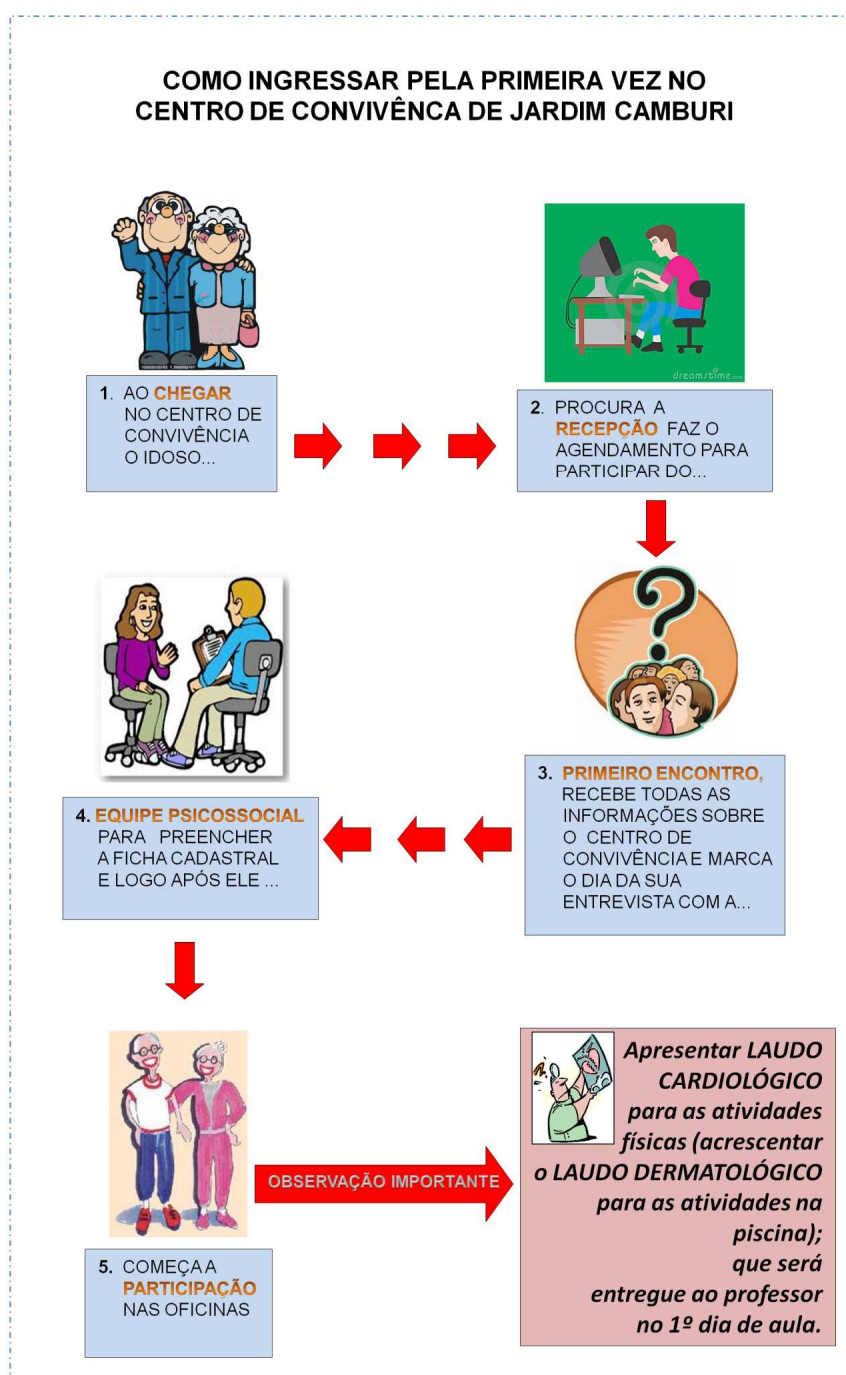 COMO INGRESSAR PELA PRIMEIRA VEZ NO
CENTRO DE CONVIVÊNCA DE JARDIM CAMBURI
dreamstime.com
1. AO CHEGAR
NO CENTRO DE
CONVIVÊNCIA
O IDOSO...
2. PROCURA A
RECEPÇÃO FAZ O
AGENDAMENTO PARA
PARTICIPAR DO...
3. PRIMEIRO ENCONTRO,
RECEBE TODAS AS
INFORMAÇÕES SOBRE
O CENTRO DE
CONVIVÊNCIA E MARCA
O DIA DA SUA
ENTREVISTA COM A...
4. EQUIPE PSICOSSOCIAL
PARA PREENCHER
A FICHA CADASTRAL
E LOGO APÓS ELE ...
5. COMEÇA A
PARTICIPAÇÃO
NAS OFICINAS
OBSERVAÇÃO IMPORTANTE
Apresentar LAUDO
CARDIOLÓGICO
para as atividades
físicas (acrescentar
o LAUDO DERMATOLÓGICO
para as atividades na
piscina);
que será
entregue ao professor
no 1º dia de aula.